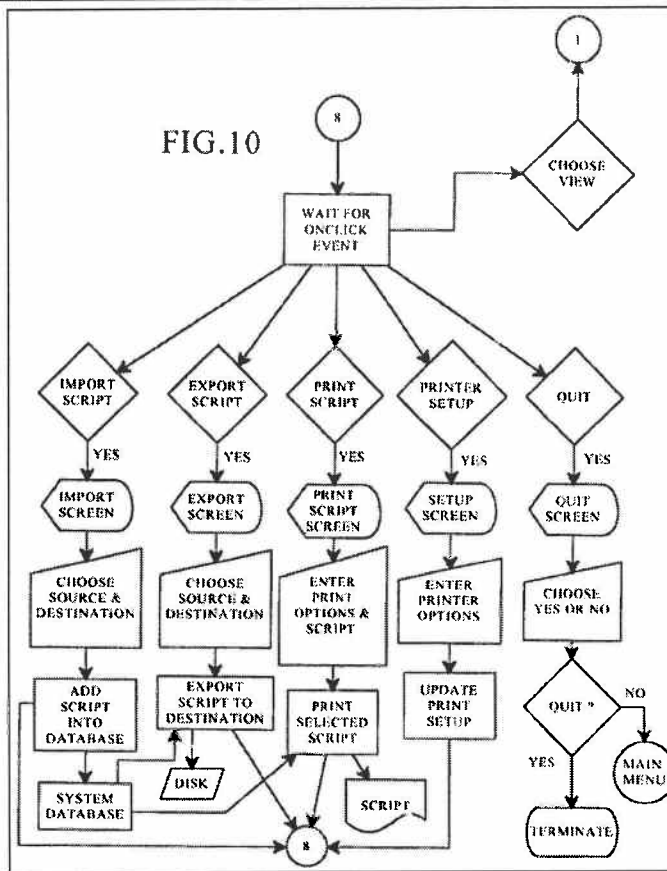 1
8
FIG.10
CHOOSE
VIEW
WAIT FOR
ONCLICK
EVENT
IMPORT
SCRIPT
EXPORT
SCRIPT
PRINT
SCRIPT
PRINTER
SETUP
QUIT
YES
YES
YES
YES
YES
IMPORT
SCREEN
EXPORT
SCREEN
PRINT
SCRIPT
SCREEN
SETUP
SCREEN
QUIT
SCREEN
CHOOSE
SOURCE &
DESTINATION
CHOOSE
SOURCE &
DESTINATION
ENTER
PRINT
OPTIONS &
SCRIPT
ENTER
PRINTER
OPTIONS
CHOOSE
YES OR NO
ADD
SCRIPT
INTO
DATABASE
EXPORT
SCRIPT TO
DESTINATION
PRINT
SELECTED
SCRIPT
UPDATE
PRINT
SETUP
QUIT ?
NO
YES
MAIN
MENU
SYSTEM
DATABASE
DISK
SCRIPT
8
TERMINATE